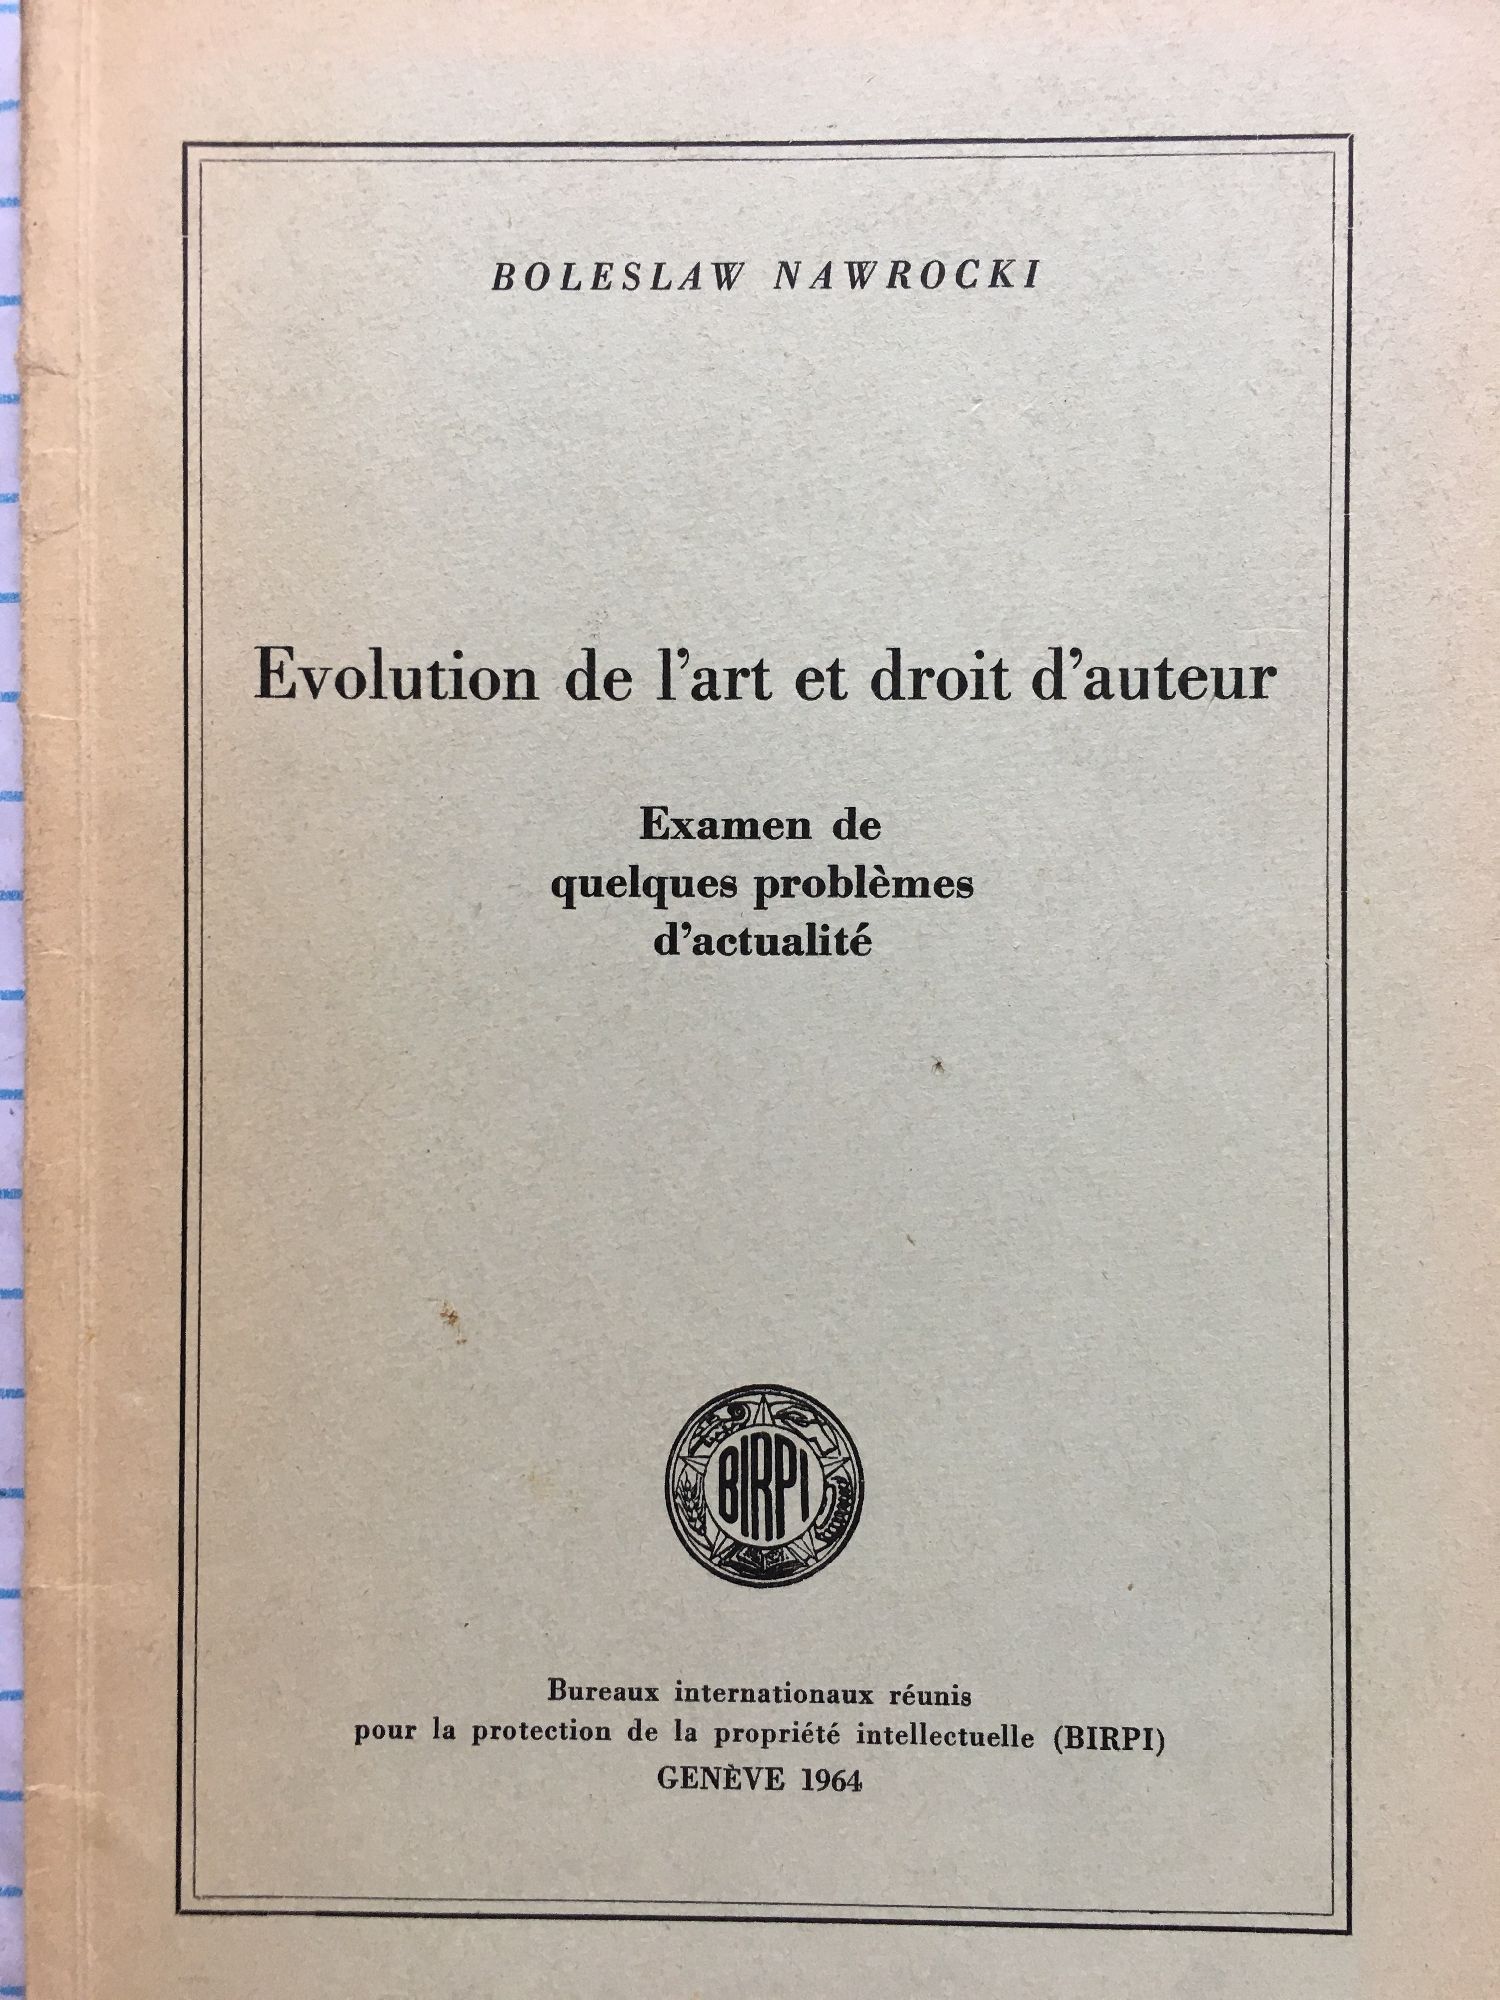 BOLESLAW NAWROCKI
Evolution de l'art et droit d'auteur
Examen de
quelques problèmes
d'actualité
BIRPI
Bureaux internationaux réunis
pour la protection de la propriété intellectuelle (BIRPI)
GENÈVE 1964